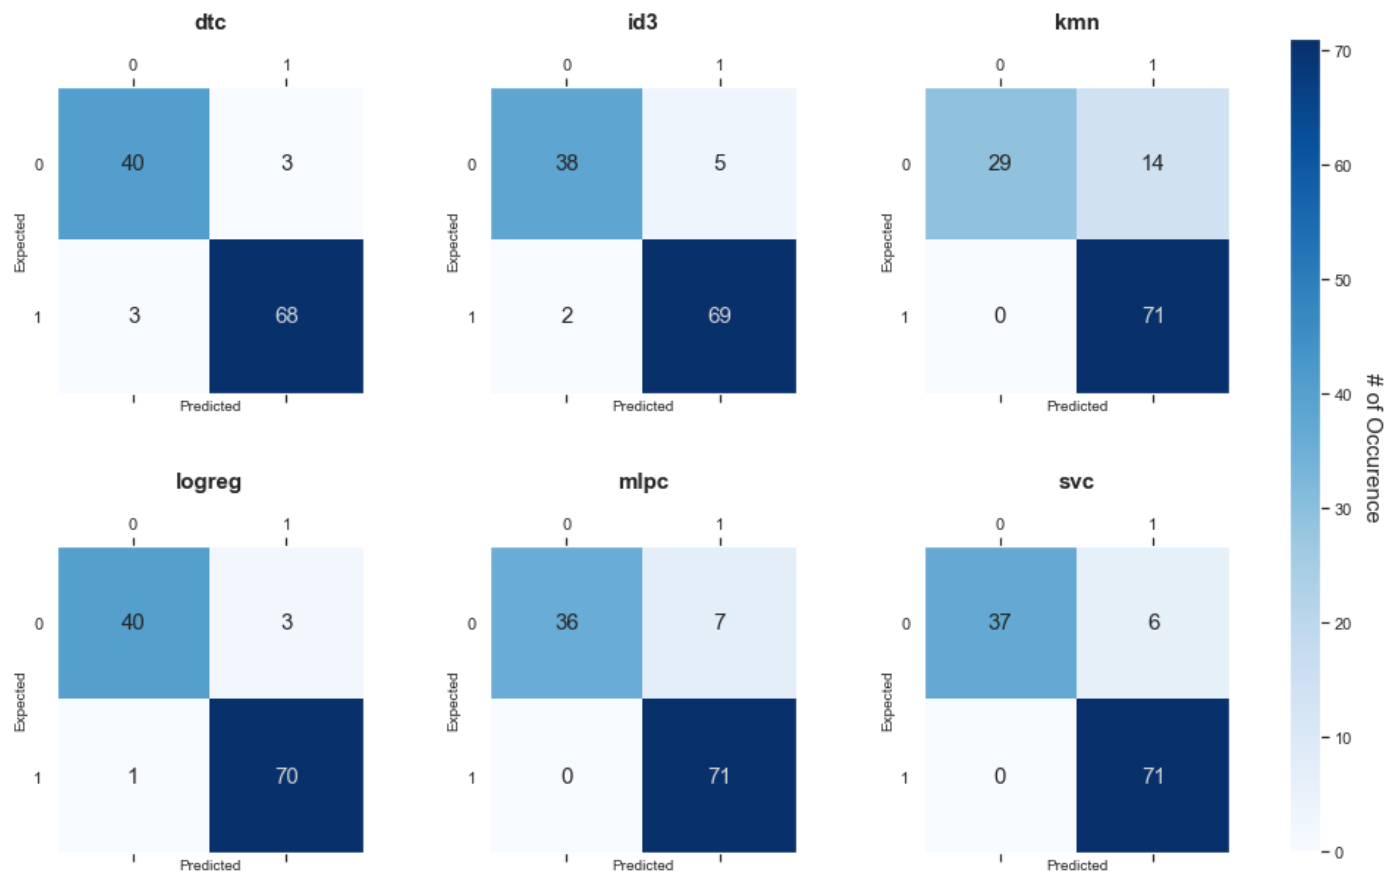 dtc id3 kmn
0 1 0 1 0 1 70
0 40 3 0 38 5 0 29 14 60
Expected Expected Expected 50
1 3 68 1 2 69 1 0 71
Predicted Predicted Predicted 40
# of Occurence
logreg mlpc svc
0 1 0 1 0 1 30
0 40 3 0 36 7 0 37 6 20
Expected Expected Expected
1 1 70 1 0 71 1 0 71 10
Predicted Predicted Predicted 0